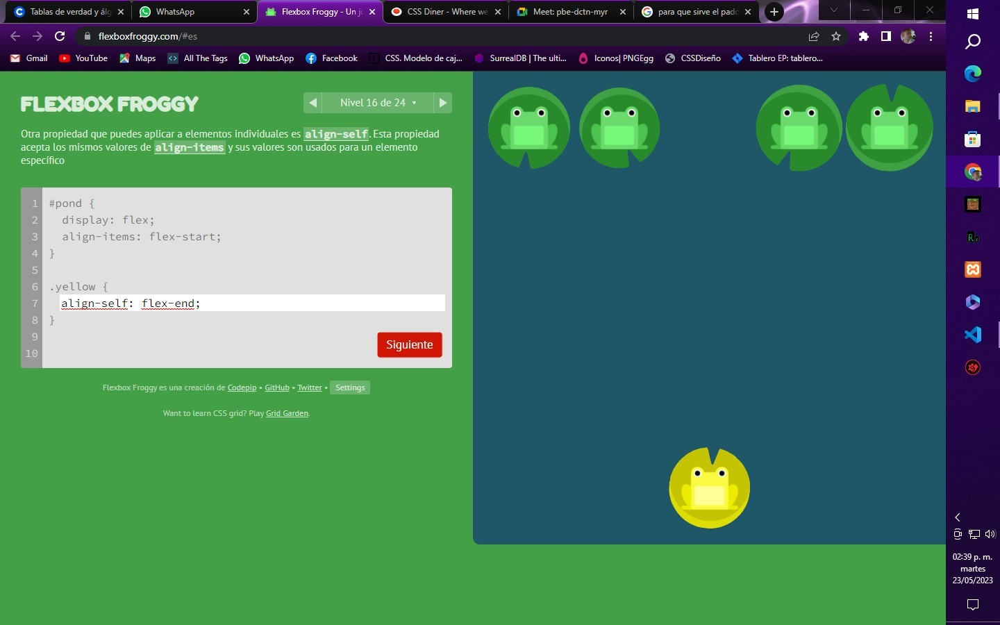 Tablas de verdad y álg
WhatsApp
Flexbox Froggy - Un ju
CSS Diner - Where we
Meet: pbe-dctn-myr
para que sirve el padd
flexboxfroggy.com/#es
Gmail
YouTube
Maps
All The Tags
WhatsApp
Facebook
CSS. Modelo de caj...
SurrealDB | The ulti...
Iconos| PNGEgg
CSSDiseño
Tablero EP: tablero...
FLEXBOX FROGGY
Nivel 16 de 24
Otra propiedad que puedes aplicar a elementos individuales es align-self. Esta propiedad
acepta los mismos valores de align-items y sus valores son usados para un elemento
específico
1 #pond {
2 display: flex;
3 align-items: flex-start;
4 }
5
6 .yellow {
7 align-self: flex-end;
8 }
9
10
Siguiente
Flexbox Froggy es una creación de Codepip • GitHub • Twitter • Settings
Want to learn CSS grid? Play Grid Garden.
02:39 p. m.
martes
23/05/2023